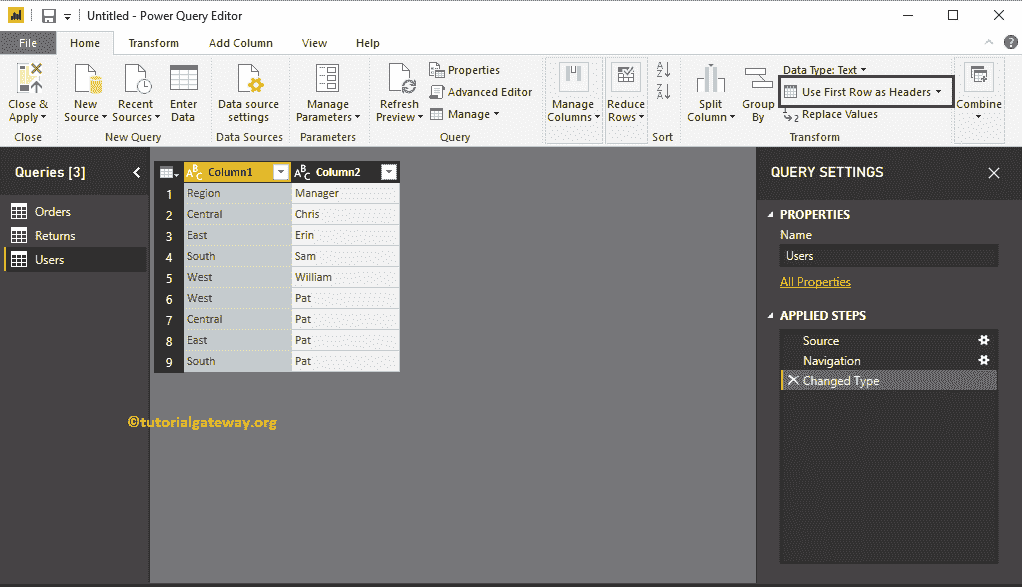 Untitled - Power Query Editor
File Home Transform Add Column View Help
Close & Apply
New Source
Recent Sources
Enter Data
Data source settings
Manage Parameters
Refresh Preview
Properties
Advanced Editor
Manage
Manage Columns
Reduce Rows
A Z
Z A
Split Column
Group By
Data Type: Text
Use First Row as Headers
1 2 Replace Values
Combine
Close New Query Data Sources Parameters Query Sort Transform
Queries [3]
Orders
Returns
Users
ABC Column1 ABC Column2
1 Region Manager
2 Central Chris
3 East Erin
4 South Sam
5 West William
6 West Pat
7 Central Pat
8 East Pat
9 South Pat
©tutorialgateway.org
QUERY SETTINGS
PROPERTIES
Name
Users
All Properties
APPLIED STEPS
Source
Navigation
Changed Type